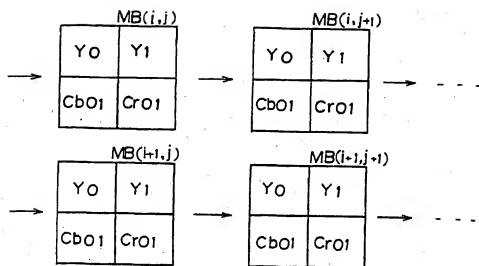 MB(i,j) MB(i,j+1)
Y0 Y1 Y0 Y1
Cb01 Cr01 Cb01 Cr01
MB(i+1,j) MB(i+1,j+1)
Y0 Y1 Y0 Y1
Cb01 Cr01 Cb01 Cr01